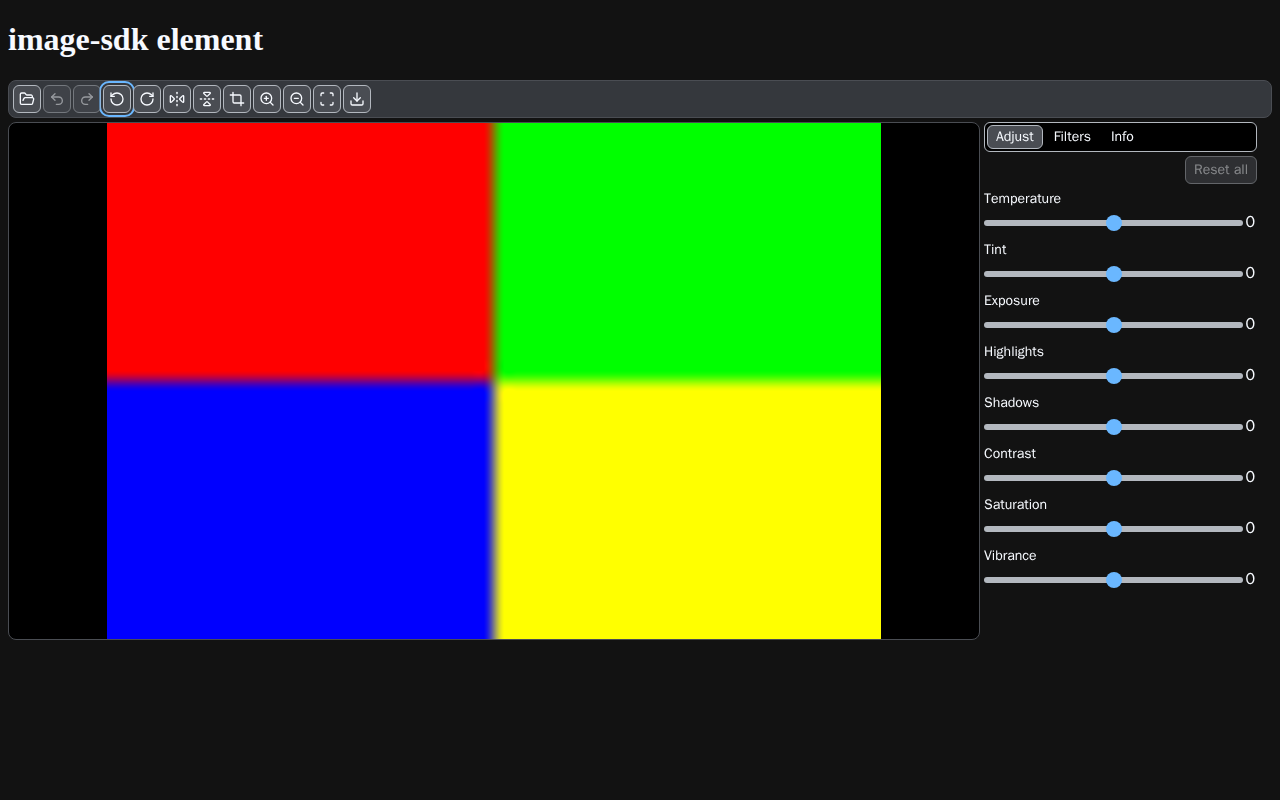 image-sdk element
Adjust Filters Info
Reset all
Temperature
0
Tint
0
Exposure
0
Highlights
0
Shadows
0
Contrast
0
Saturation
0
Vibrance
0